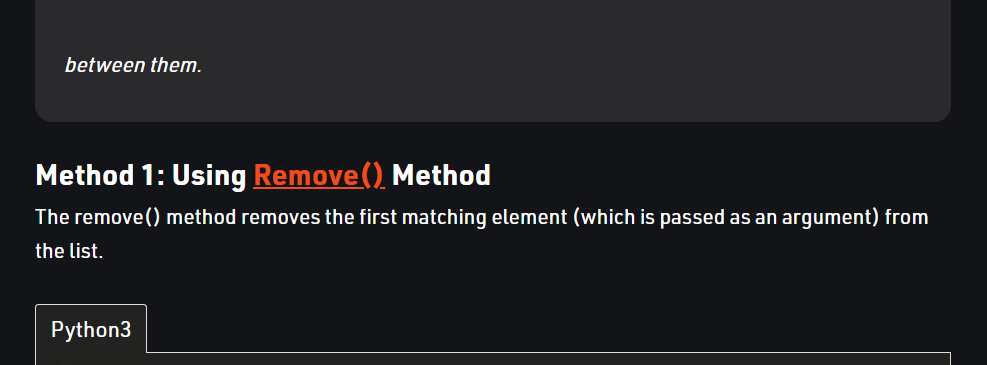 between them.
Method 1: Using Remove() Method
The remove() method removes the first matching element (which is passed as an argument) from
the list.
Python3